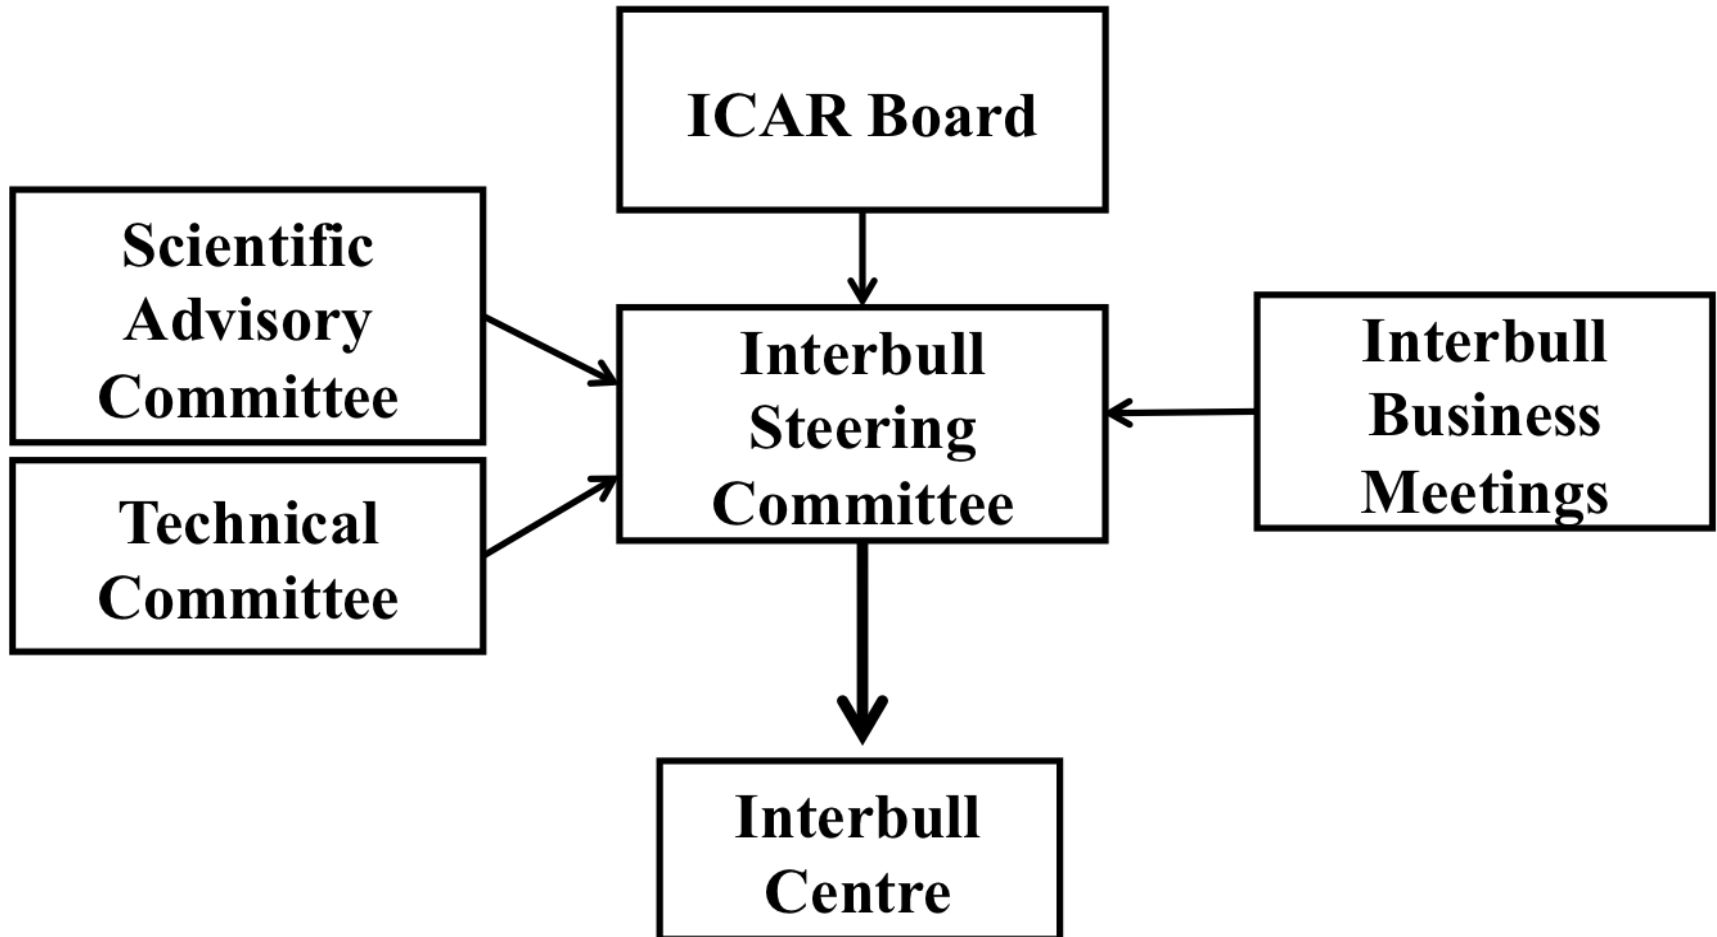 ICAR Board
Scientific
Advisory
Committee
Technical
Committee
Interbull
Steering
Committee
Interbull
Business
Meetings
Interbull
Centre